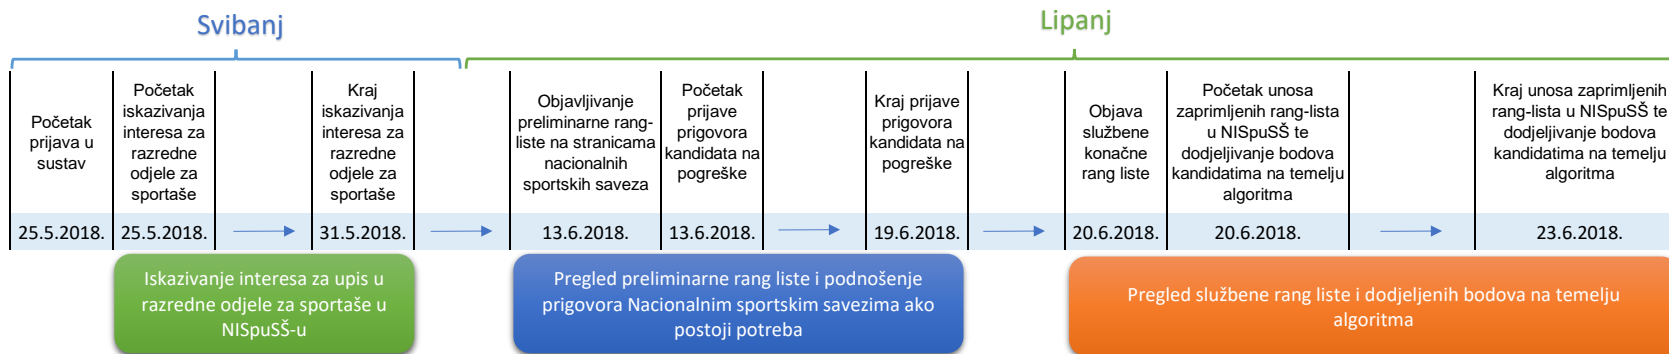 Svibanj
Lipanj
Početak
prijava u
sustav
Početak
iskazivanja
interesa za
razredne
odjele za
sportaše
Kraj
iskazivanja
interesa za
razredne
odjele za
sportaše
Objavljivanje
preliminarne rang-
liste na stranicama
nacionalnih
sportskih saveza
Početak
prijave
prigovora
kandidata na
pogreške
Kraj prijave
prigovora
kandidata na
pogreške
Objava
službene
konačne
rang liste
Početak unosa
zaprimljenih rang-lista
u NISpuSŠ te
dodjeljivanje bodova
kandidatima na temelju
algoritma
Kraj unosa zaprimljenih
rang-lista u NISpuSŠ te
dodjeljivanje bodova
kandidatima na temelju
algoritma
25.5.2018.
25.5.2018.
31.5.2018.
13.6.2018.
13.6.2018.
19.6.2018.
20.6.2018.
20.6.2018.
23.6.2018.
Iskazivanje interesa za upis u
razredne odjele za sportaše u
NISpuSŠ-u
Pregled preliminarne rang liste i podnošenje
prigovora Nacionalnim sportskim savezima ako
postoji potreba
Pregled službene rang liste i dodjeljenih bodova na temelju
algoritma